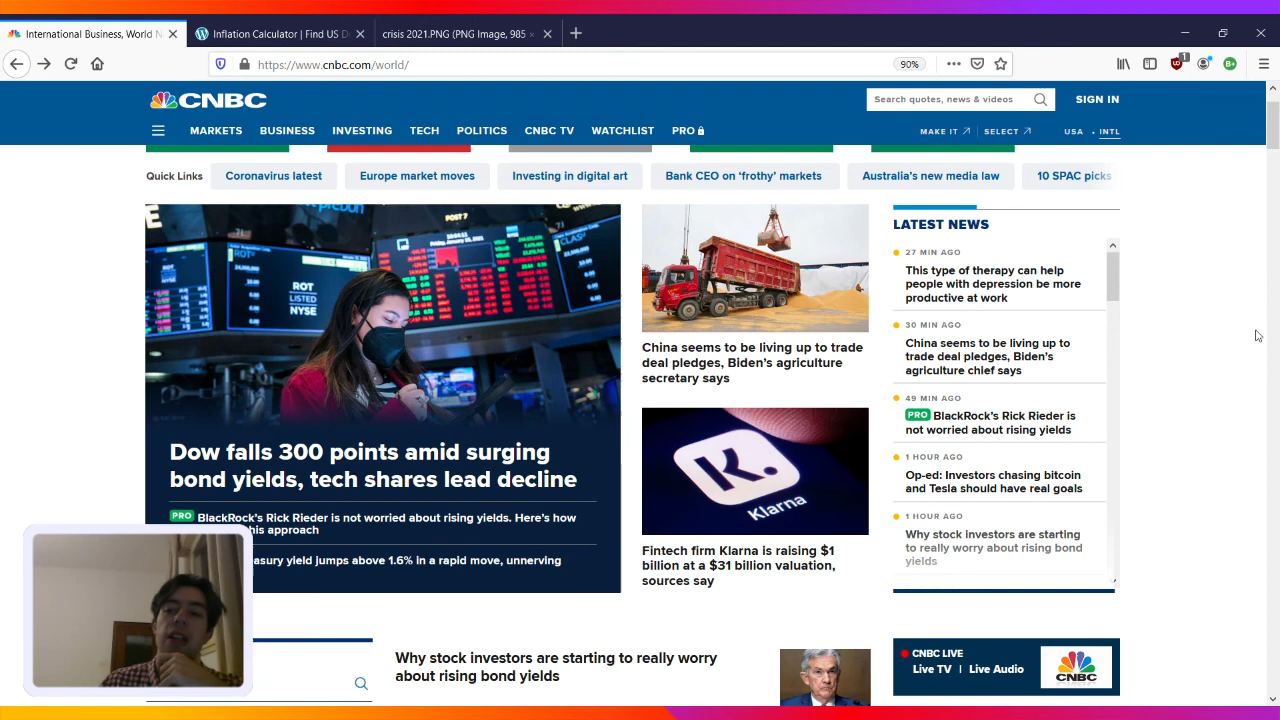 International Business, World N
Inflation Calculator | Find US D
crisis 2021.PNG (PNG Image, 985 ×
https://www.cnbc.com/world/
90%
1
B+
CNBC
Search quotes, news & videos
SIGN IN
MARKETS
BUSINESS
INVESTING
TECH
POLITICS
CNBC TV
WATCHLIST
PRO
MAKE IT
SELECT
USA
INTL
Quick Links
Coronavirus latest
Europe market moves
Investing in digital art
Bank CEO on ‘frothy’ markets
Australia’s new media law
10 SPAC picks
POST 7
ROT
LISTED
NYSE
Dow falls 300 points amid surging
bond yields, tech shares lead decline
PRO BlackRock’s Rick Rieder is not worried about rising yields. Here’s how
his approach
asury yield jumps above 1.6% in a rapid move, unnerving
China seems to be living up to trade
deal pledges, Biden’s agriculture
secretary says
K.
Klarna
Fintech firm Klarna is raising $1
billion at a $31 billion valuation,
sources say
LATEST NEWS
27 MIN AGO
This type of therapy can help
people with depression be more
productive at work
30 MIN AGO
China seems to be living up to
trade deal pledges, Biden’s
agriculture chief says
49 MIN AGO
PRO BlackRock’s Rick Rieder is
not worried about rising yields
1 HOUR AGO
Op-ed: Investors chasing bitcoin
and Tesla should have real goals
1 HOUR AGO
Why stock investors are starting
to really worry about rising bond
yields
Why stock investors are starting to really worry
about rising bond yields
CNBC LIVE
Live TV | Live Audio
CNBC